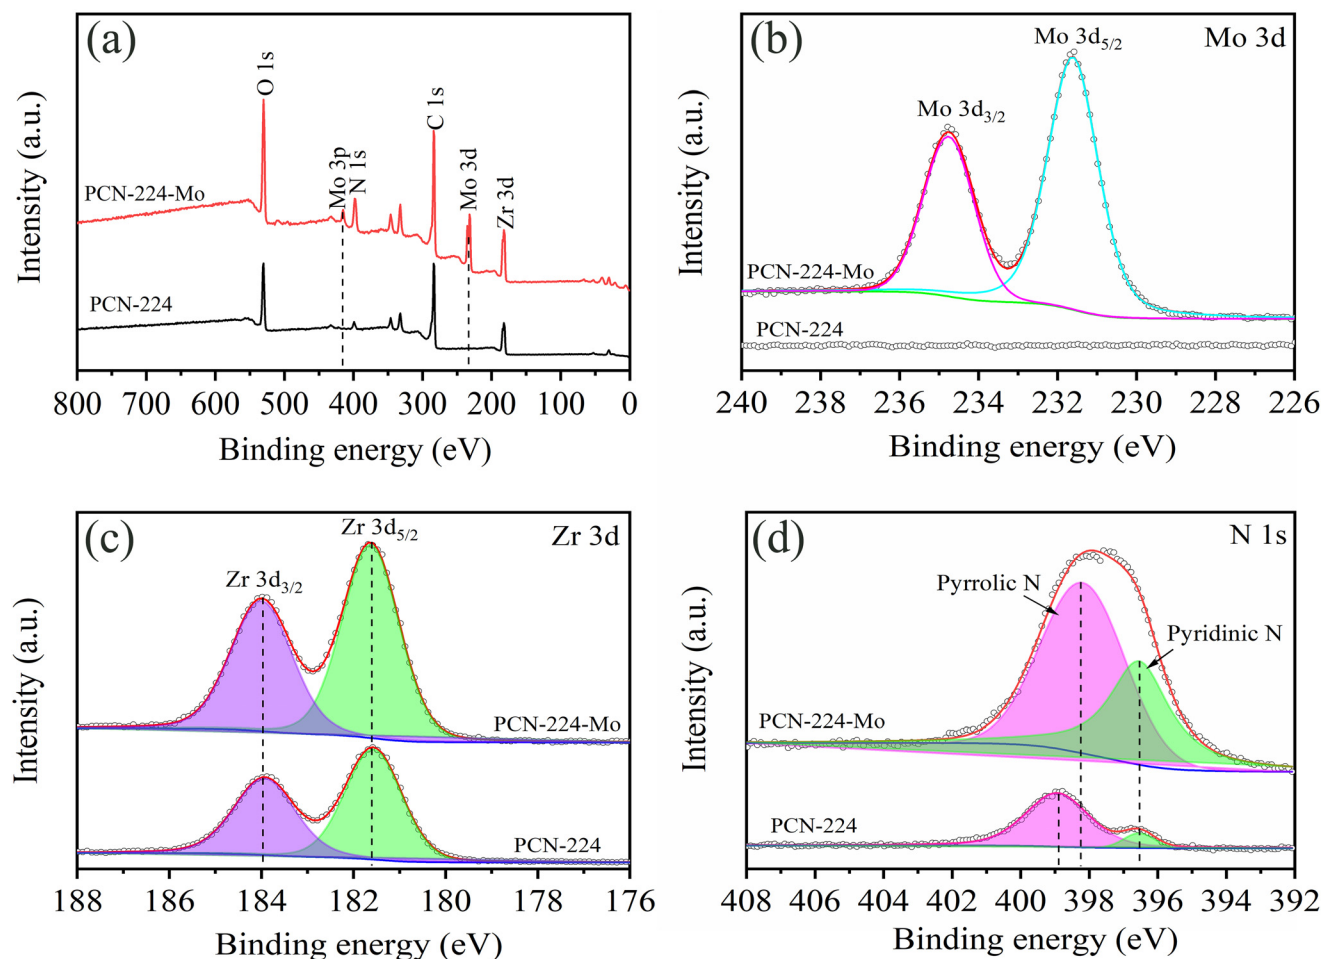 (a)
O 1s
Mo 3p
N 1s
C 1s
Mo 3d
Zr 3d
PCN-224-Mo
PCN-224
Intensity (a.u.)
800 700 600 500 400 300 200 100 0
Binding energy (eV)
(b)
Mo 3d
Mo 3d5/2
Mo 3d3/2
PCN-224-Mo
PCN-224
Intensity (a.u.)
240 238 236 234 232 230 228 226
Binding energy (eV)
(c)
Zr 3d
Zr 3d5/2
Zr 3d3/2
PCN-224-Mo
PCN-224
Intensity (a.u.)
188 186 184 182 180 178 176
Binding energy (eV)
(d)
N 1s
Pyrrolic N
Pyridinic N
PCN-224-Mo
PCN-224
Intensity (a.u.)
408 406 404 402 400 398 396 394 392
Binding energy (eV)